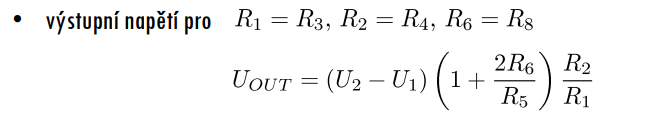 • výstupní napětí pro R₁ = R₃, R₂ = R₄, R₆ = R₈
U_OUT = (U₂ − U₁) (1 + 2R₆/R₅) R₂/R₁